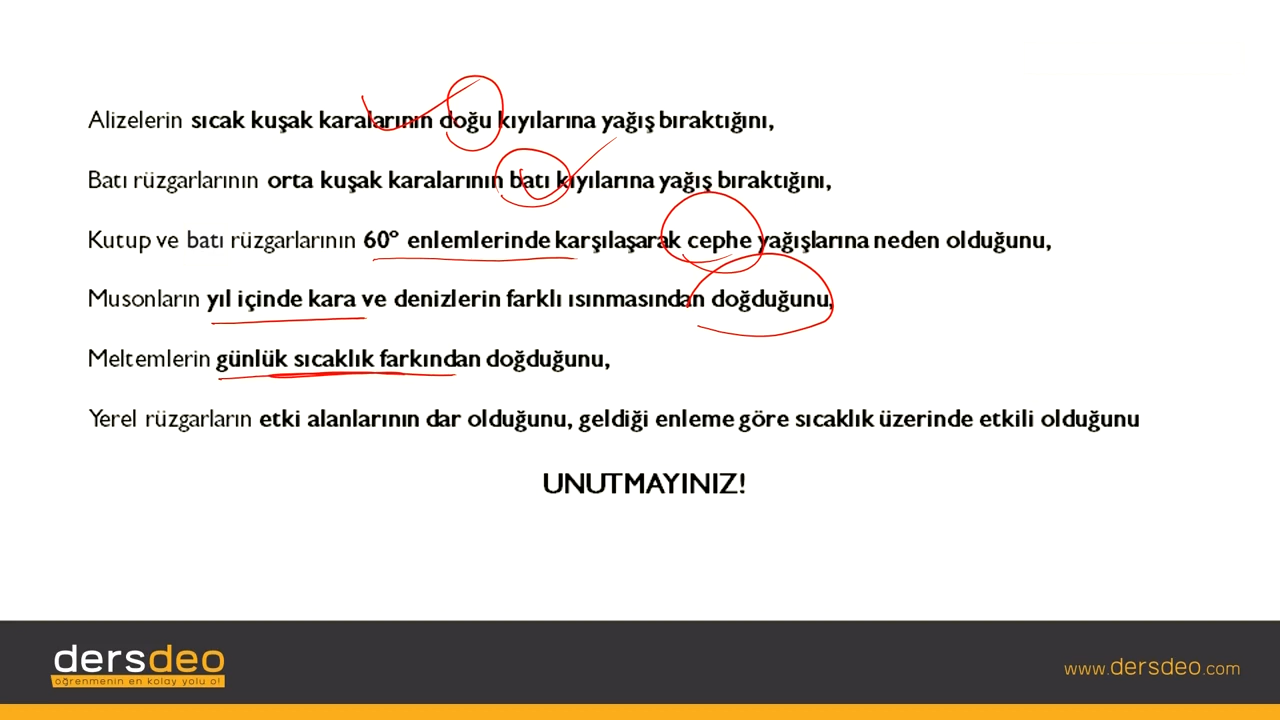 Alizelerin sıcak kuşak karalarının doğu kıyılarına yağış bıraktığını,
Batı rüzgarlarının orta kuşak karalarının batı kıyılarına yağış bıraktığını,
Kutup ve batı rüzgarlarının 60º enlemlerinde karşılaşarak cephe yağışlarına neden olduğunu,
Musonların yıl içinde kara ve denizlerin farklı ısınmasından doğduğunu,
Meltemlerin günlük sıcaklık farkından doğduğunu,
Yerel rüzgarların etki alanlarının dar olduğunu, geldiği enleme göre sıcaklık üzerinde etkili olduğunu
UNUTMAYINIZ!
dersdeo
öğrenmenin en kolay yolu o!
www.dersdeo.com